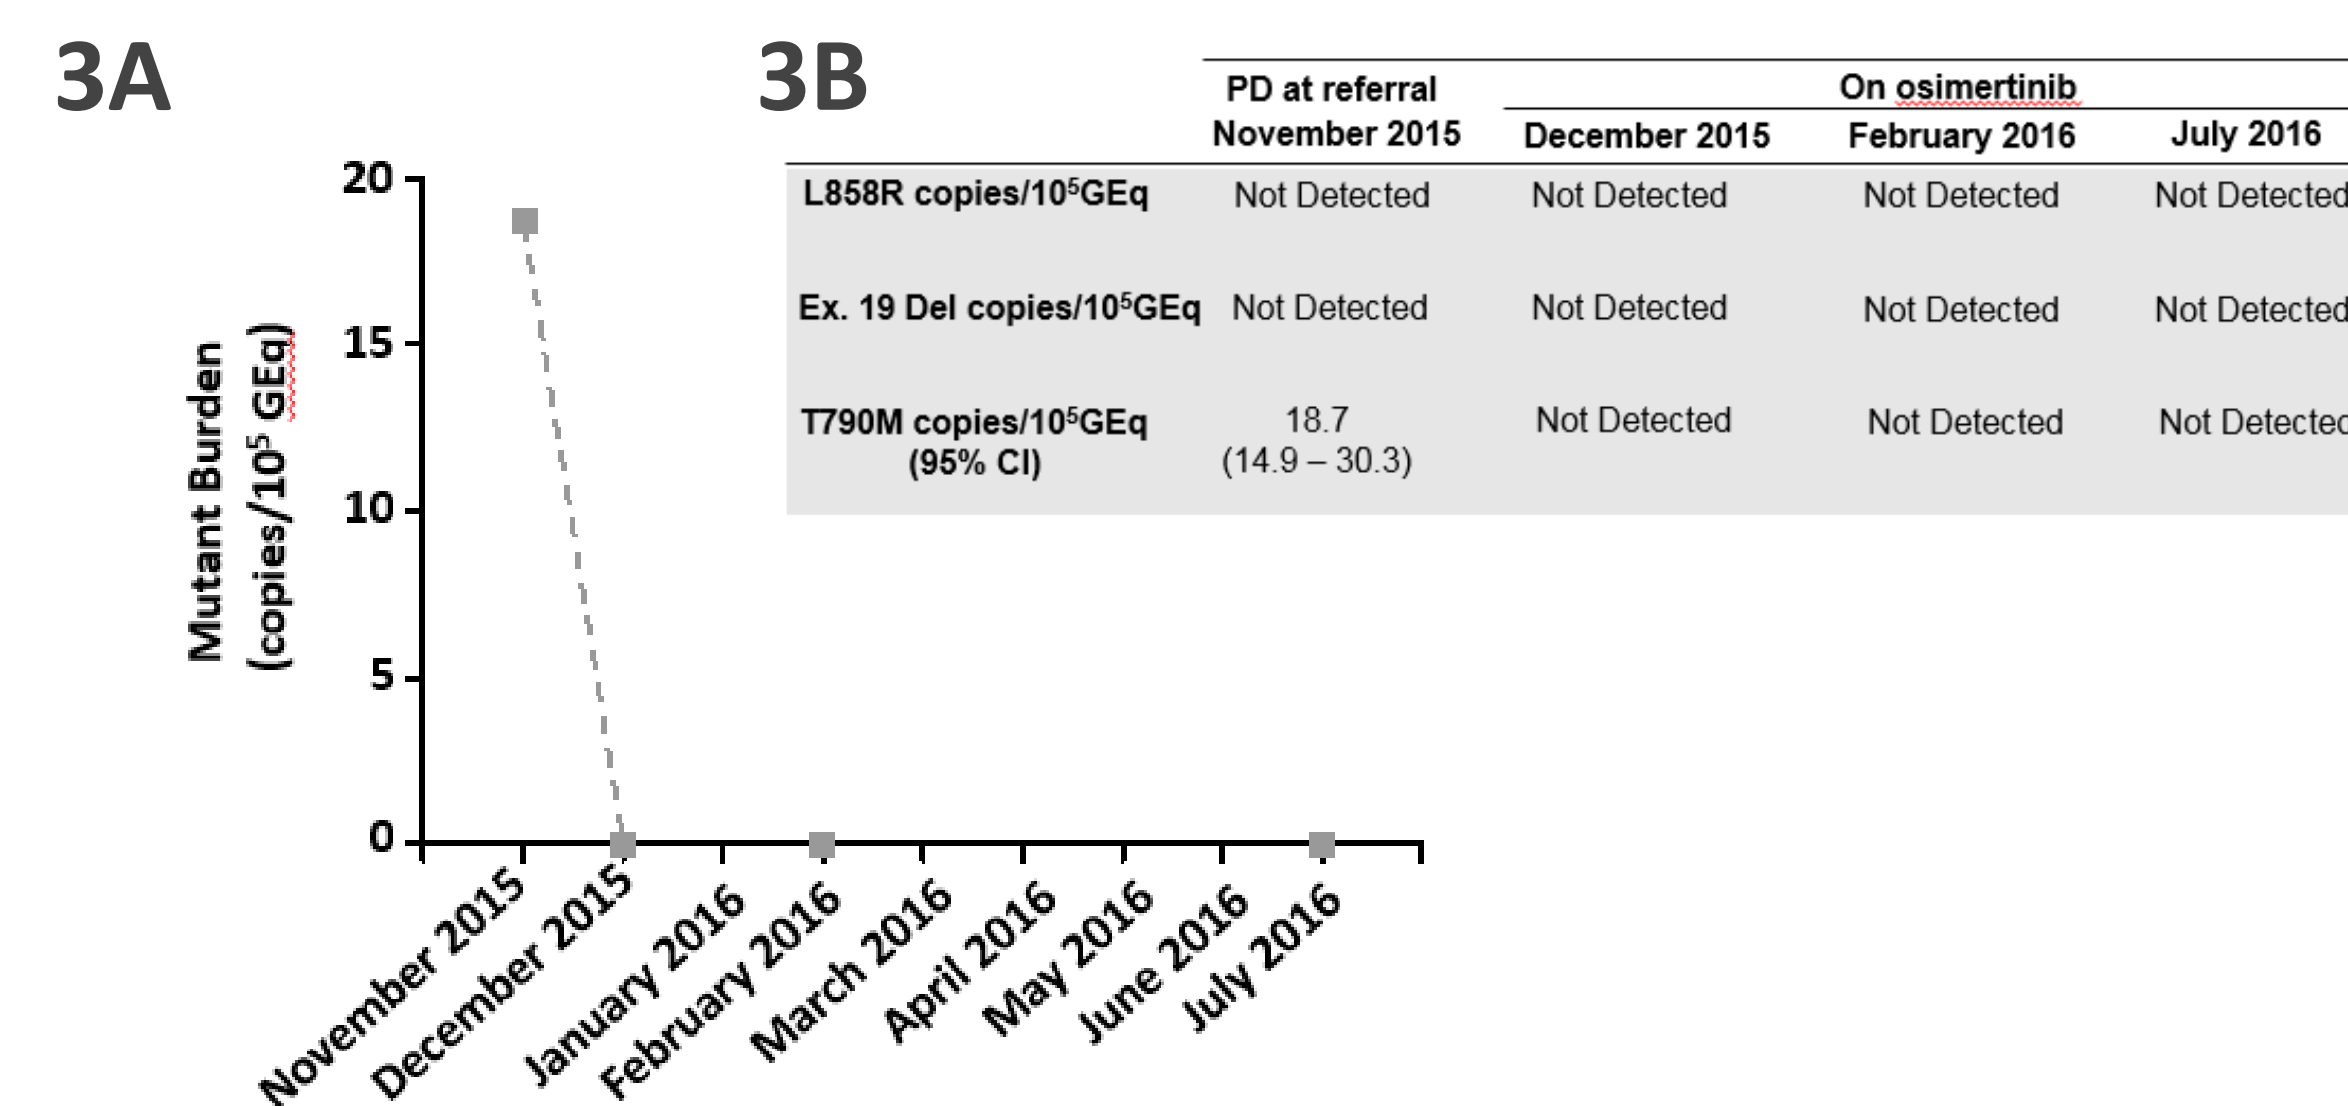 3A
20
15
10
5
0
Mutant Burden
(copies/10⁵ GEq)
November 2015
December 2015
January 2016
February 2016
March 2016
April 2016
May 2016
June 2016
July 2016
3B
PD at referral On osimertinib
November 2015 December 2015 February 2016 July 2016
L858R copies/10⁵GEq Not Detected Not Detected Not Detected Not Detected
Ex. 19 Del copies/10⁵GEq Not Detected Not Detected Not Detected Not Detected
T790M copies/10⁵GEq 18.7 Not Detected Not Detected Not Detected
(95% CI) (14.9 – 30.3)